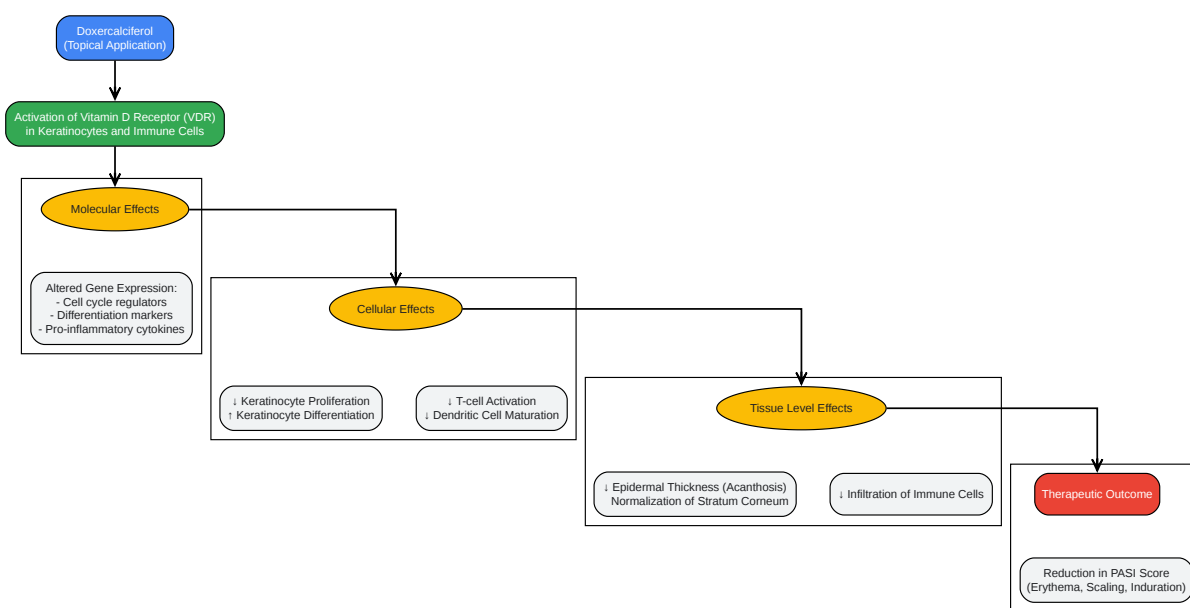 Doxercalciferol
(Topical Application)
Activation of Vitamin D Receptor (VDR)
in Keratinocytes and Immune Cells
Molecular Effects
Altered Gene Expression:
- Cell cycle regulators
- Differentiation markers
- Pro-inflammatory cytokines
Cellular Effects
↓ Keratinocyte Proliferation
↑ Keratinocyte Differentiation
↓ T-cell Activation
↓ Dendritic Cell Maturation
Tissue Level Effects
↓ Epidermal Thickness (Acanthosis)
Normalization of Stratum Corneum
↓ Infiltration of Immune Cells
Therapeutic Outcome
Reduction in PASI Score
(Erythema, Scaling, Induration)